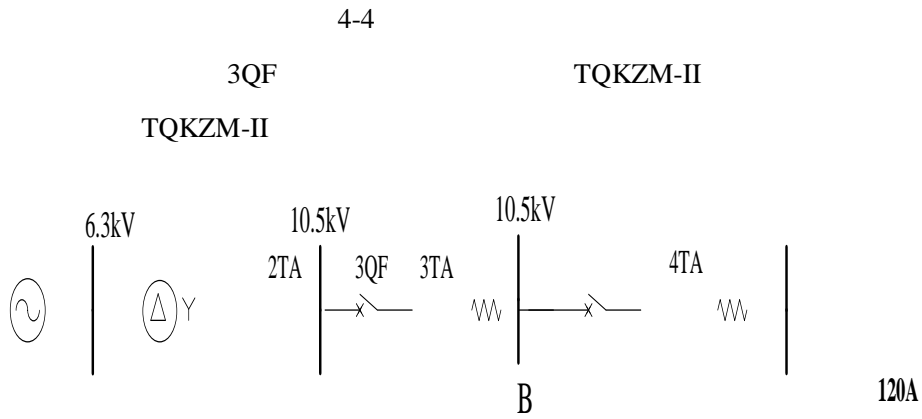 4-4
3QF TQKZM-II
TQKZM-II
6.3kV 10.5kV 10.5kV
2TA 3QF 3TA 4TA
Δ Y
B 120A